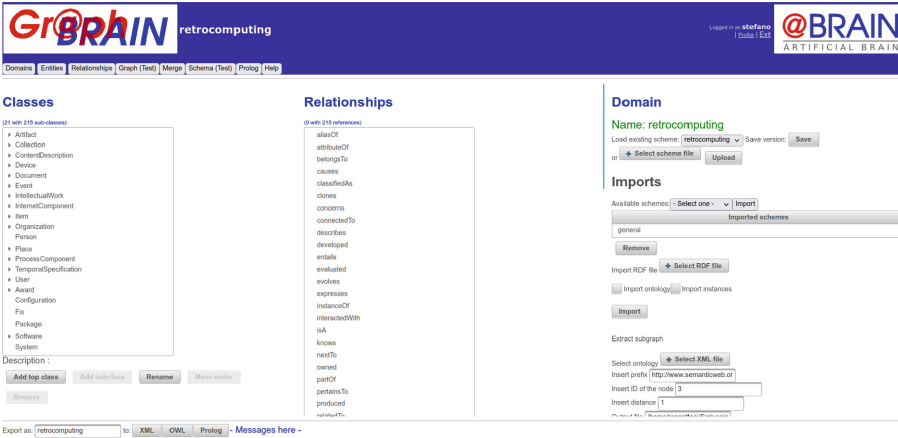 Gr@phBRAIN
retrocomputing
Logged in as stefano
| Profile | Exit
@BRAIN
ARTIFICIAL BRAIN
Domains Entities Relationships Graph (Test) Merge Schema (Test) Prolog Help
Classes
(21 with 215 sub-classes)
Artifact
Collection
ContentDescription
Device
Document
Event
IntellectualWork
InternetComponent
Item
Organization
Person
Place
ProcessComponent
TemporalSpecification
User
Award
Configuration
Fix
Package
Software
System
Description :
Add top class Add subclass Rename Move under
Remove
Relationships
(0 with 215 references)
aliasOf
attributeOf
belongsTo
causes
classifiedAs
clones
concerns
connectedTo
describes
developed
entails
evaluated
evolves
expresses
instanceOf
interactedWith
isA
knows
nextTo
owned
partOf
pertainsTo
produced
relatedTo
Domain
Name: retrocomputing
Load existing scheme: retrocomputing Save version: Save
or + Select scheme file Upload
Imports
Available schemes: - Select one - Import
Imported schemes
general
Remove
Import RDF file + Select RDF file
Import ontology Import instances
Import
Extract subgraph
Select ontology + Select XML file
Insert prefix http://www.semanticweb.or
Insert ID of the node 3
Insert distance 1
Output file
Export as: retrocomputing to: XML OWL Prolog - Messages here -